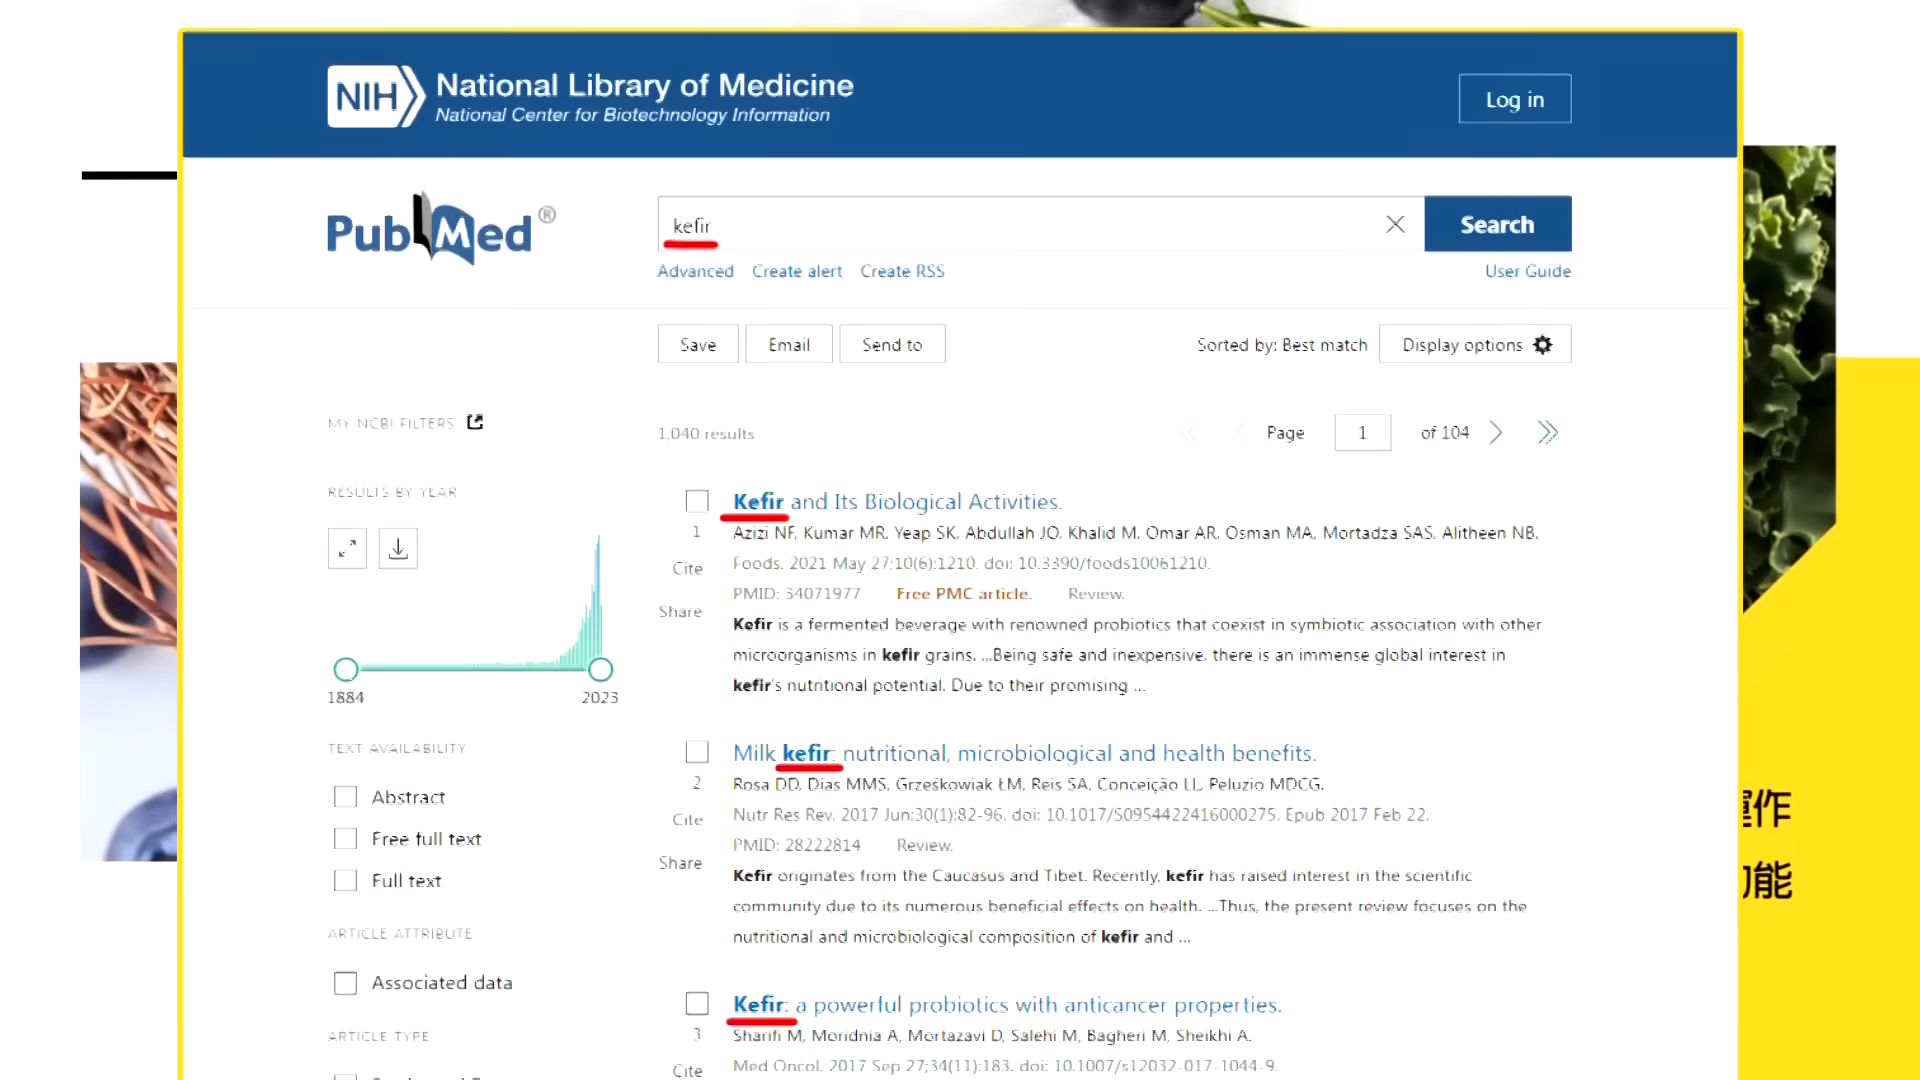 NIH National Library of Medicine
National Center for Biotechnology Information
Log in
PubMed®
kefir
Search
Advanced Create alert Create RSS
User Guide
Save Email Send to
Sorted by: Best match Display options
MY NCBI FILTERS
1,040 results
Page 1 of 104
RESULTS BY YEAR
1884 2023
TEXT AVAILABILITY
Abstract
Free full text
Full text
ARTICLE ATTRIBUTE
Associated data
ARTICLE TYPE
Kefir and Its Biological Activities.
1 Azizi NF, Kumar MR, Yeap SK, Abdullah JO, Khalid M, Omar AR, Osman MA, Mortadza SAS, Alitheen NB.
Cite Foods. 2021 May 27;10(6):1210. doi: 10.3390/foods10061210.
PMID: 34071977 Free PMC article. Review.
Share
Kefir is a fermented beverage with renowned probiotics that coexist in symbiotic association with other
microorganisms in kefir grains. ...Being safe and inexpensive, there is an immense global interest in
kefir's nutritional potential. Due to their promising ...
Milk kefir: nutritional, microbiological and health benefits.
2 Rosa DD, Dias MMS, Grześkowiak ŁM, Reis SA, Conceição LL, Peluzio MDCG.
Cite Nutr Res Rev. 2017 Jun;30(1):82-96. doi: 10.1017/S0954422416000275. Epub 2017 Feb 22.
PMID: 28222814 Review.
Share
Kefir originates from the Caucasus and Tibet. Recently, kefir has raised interest in the scientific
community due to its numerous beneficial effects on health. ...Thus, the present review focuses on the
nutritional and microbiological composition of kefir and ...
Kefir: a powerful probiotics with anticancer properties.
3 Sharifi M, Moridnia A, Mortazavi D, Salehi M, Bagheri M, Sheikhi A.
Cite Med Oncol. 2017 Sep 27;34(11):183. doi: 10.1007/s12032-017-1044-9.
作
能